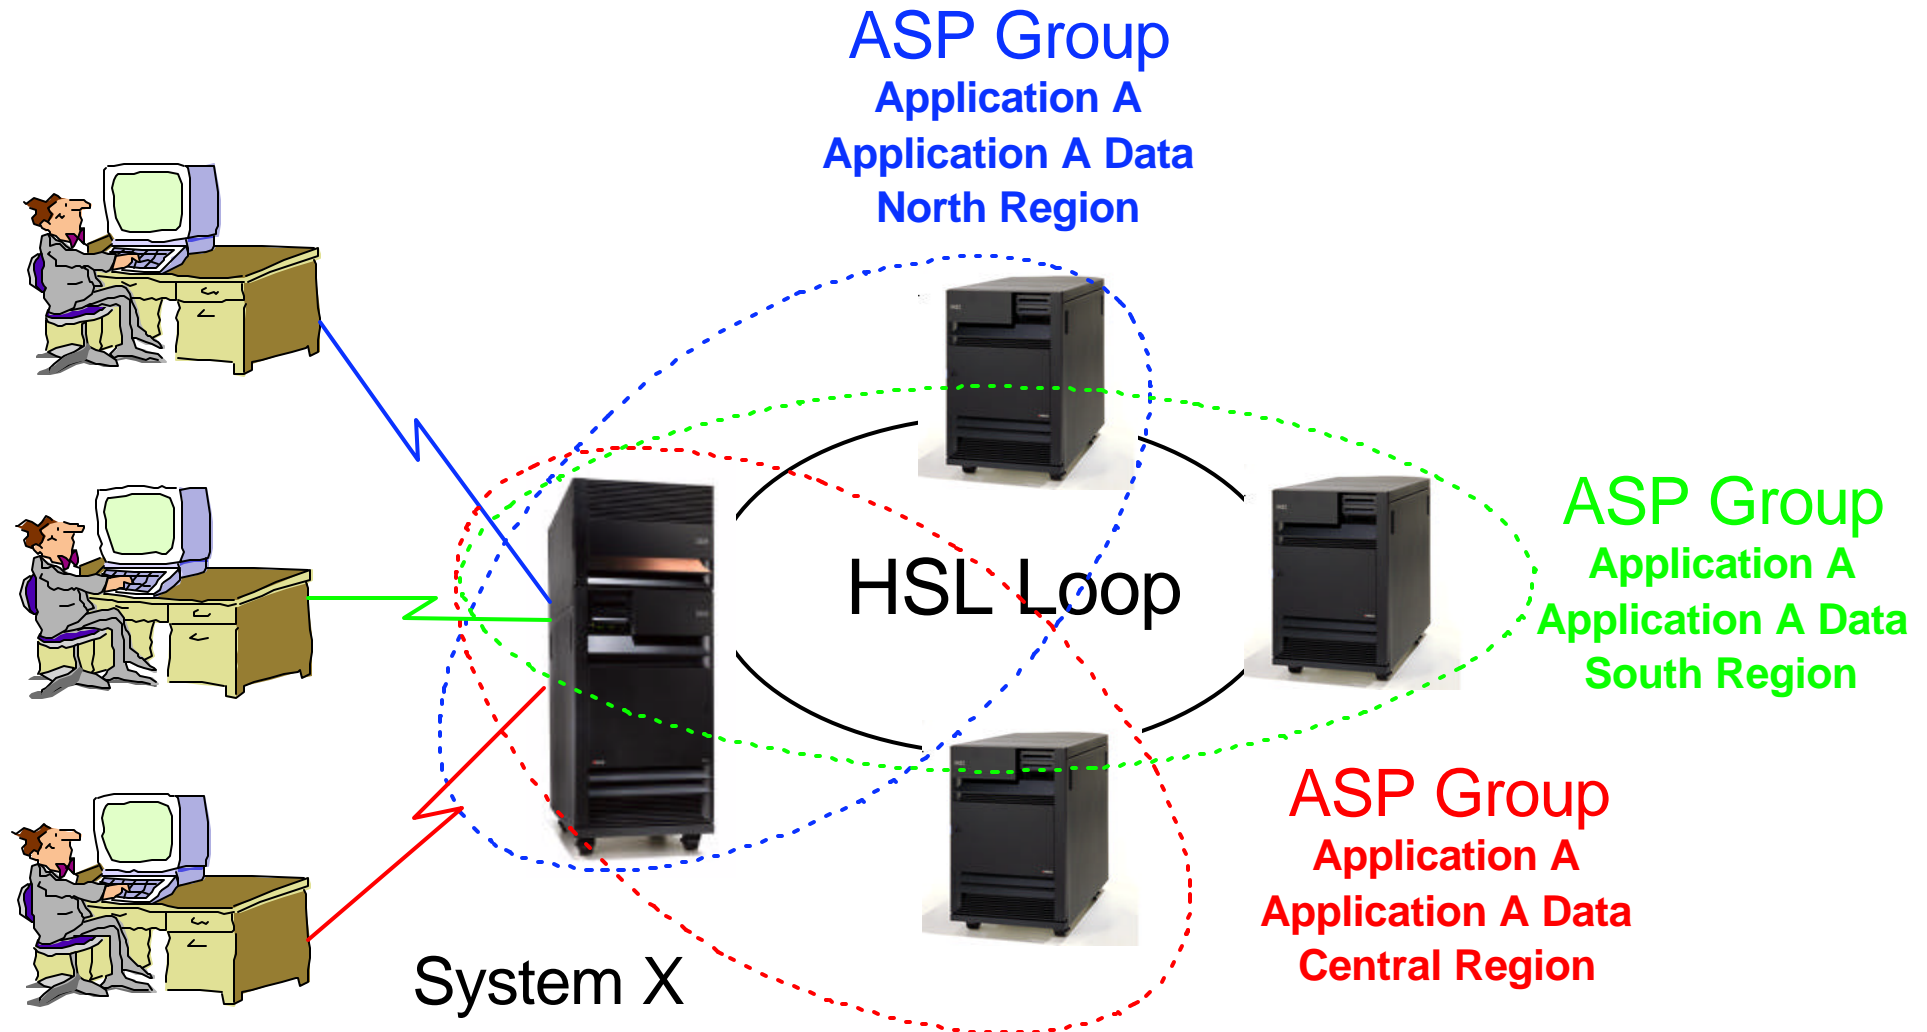 ASP Group
Application A
Application A Data
North Region
HSL Loop
ASP Group
Application A
Application A Data
South Region
ASP Group
Application A
Application A Data
Central Region
System X